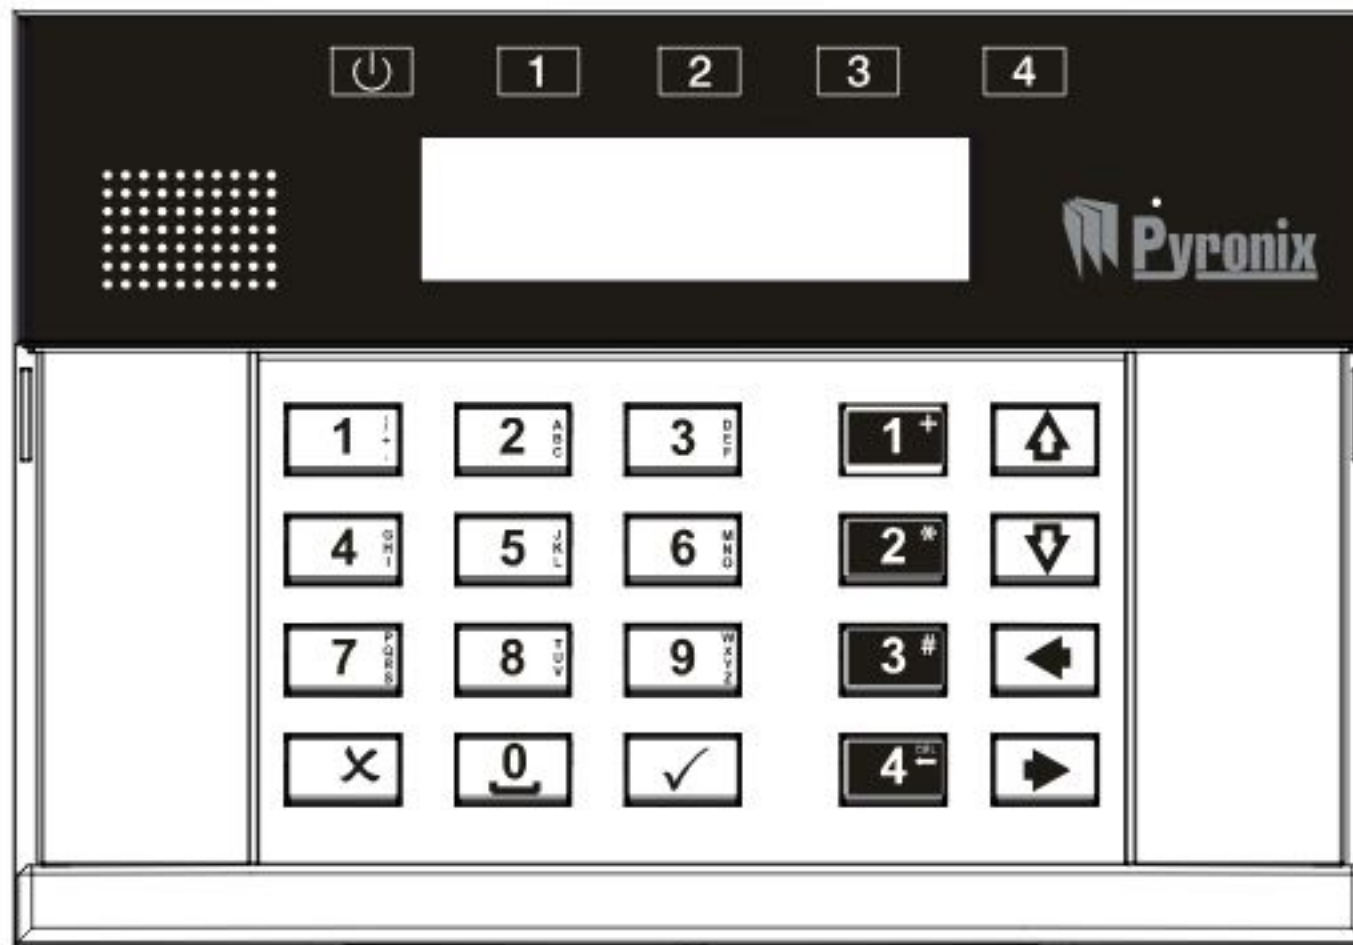 1 2 3 4
Pyronix
1 2 ABC 3 DEF 1 +
4 GHI 5 JKL 6 MNO 2 *
7 PQRS 8 TUV 9 WXYZ 3 #
0 4